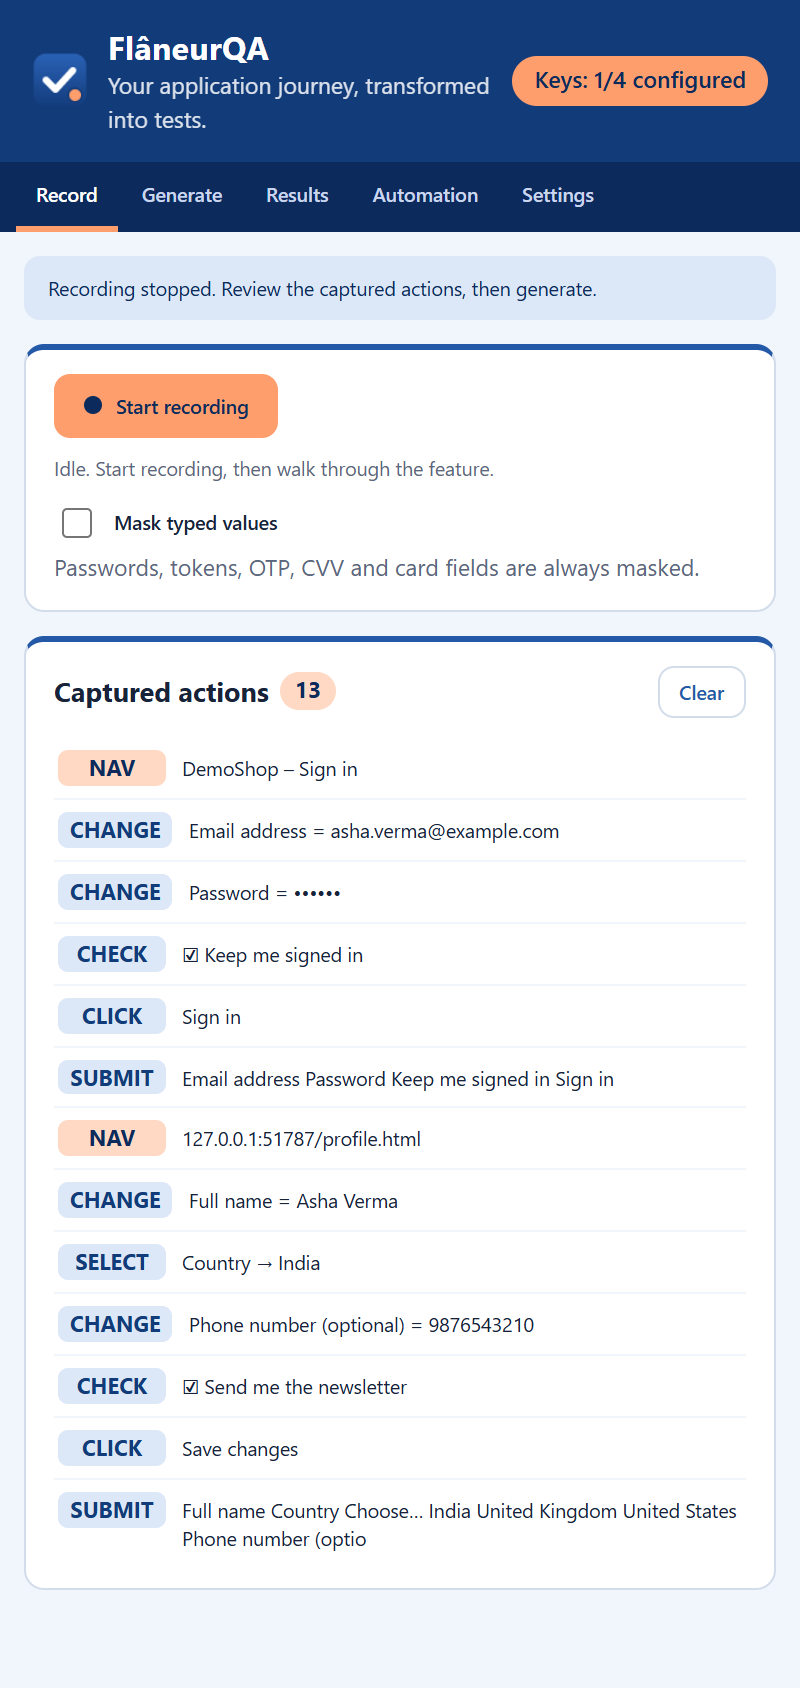 FlâneurQA
Your application journey, transformed
into tests.
Keys: 1/4 configured
Record
Generate
Results
Automation
Settings
Recording stopped. Review the captured actions, then generate.
Start recording
Idle. Start recording, then walk through the feature.
Mask typed values
Passwords, tokens, OTP, CVV and card fields are always masked.
Captured actions 13
Clear
NAV DemoShop – Sign in
CHANGE Email address = asha.verma@example.com
CHANGE Password = ••••••
CHECK ☑ Keep me signed in
CLICK Sign in
SUBMIT Email address Password Keep me signed in Sign in
NAV 127.0.0.1:51787/profile.html
CHANGE Full name = Asha Verma
SELECT Country → India
CHANGE Phone number (optional) = 9876543210
CHECK ☑ Send me the newsletter
CLICK Save changes
SUBMIT Full name Country Choose… India United Kingdom United States
Phone number (optio